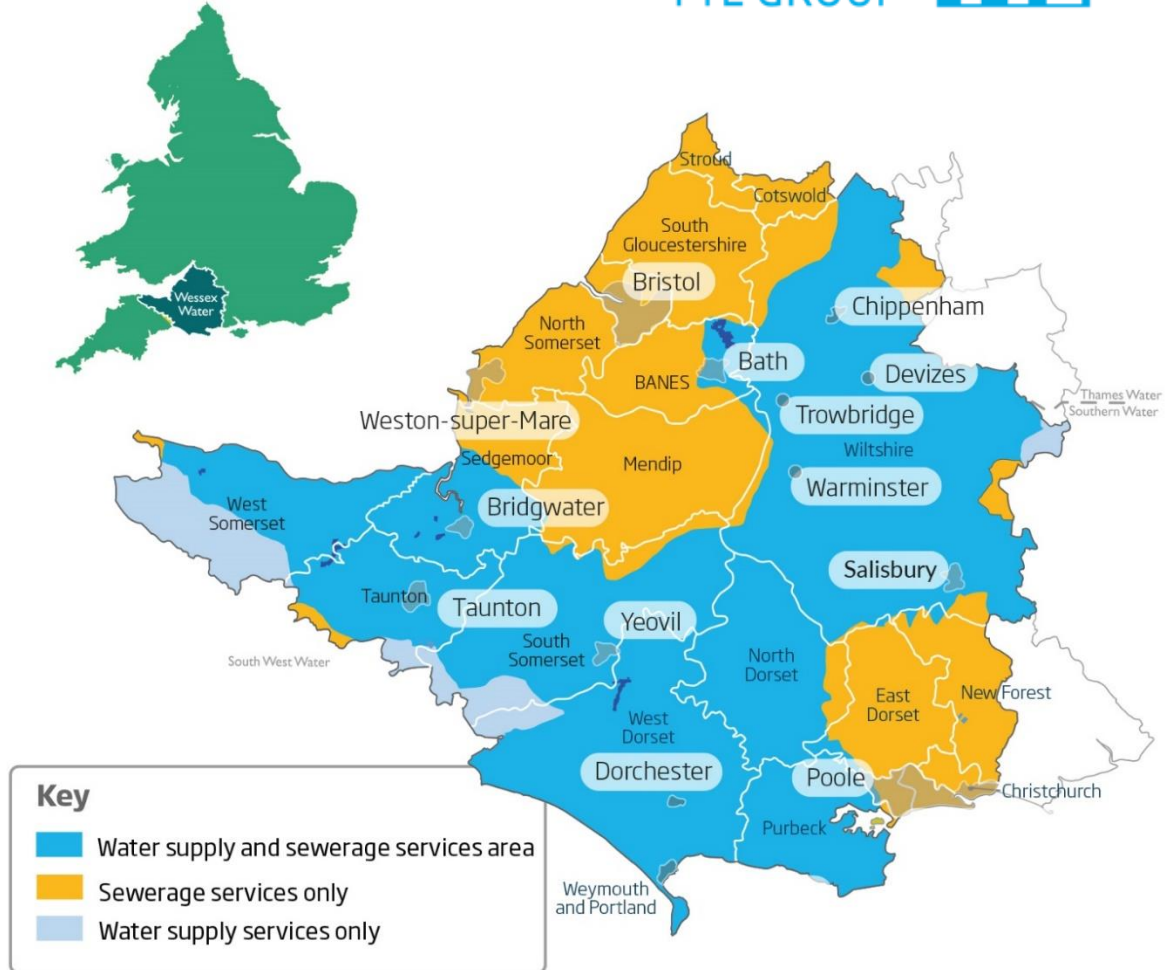 Wessex
Water
Stroud
Cotswold
South
Gloucestershire
Bristol
Chippenham
North
Somerset
BANES
Bath
Devizes
Thames Water
Southern Water
Weston-super-Mare
Trowbridge
Sedgemoor
Mendip
Wiltshire
Warminster
West
Somerset
Bridgwater
Salisbury
Taunton
Taunton
Yeovil
South
Somerset
South West Water
North
Dorset
East
Dorset
New Forest
West
Dorset
Dorchester
Poole
Christchurch
Purbeck
Weymouth
and Portland
Key
Water supply and sewerage services area
Sewerage services only
Water supply services only